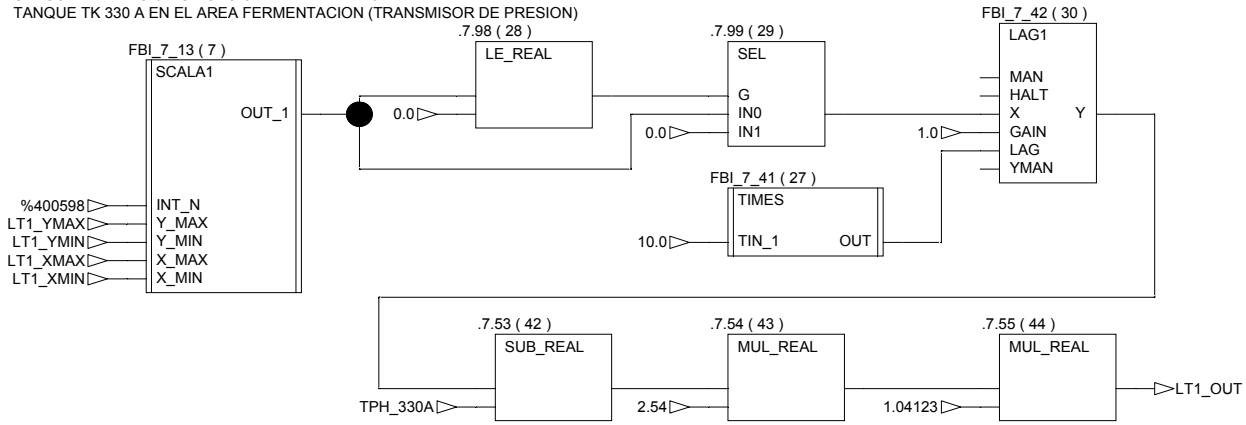 TANQUE TK 330 A EN EL AREA FERMENTACION (TRANSMISOR DE PRESION)
FBI_7_13 ( 7 )
SCALA1
OUT_1
%400598
INT_N
LT1_YMAX
Y_MAX
LT1_YMIN
Y_MIN
LT1_XMAX
X_MAX
LT1_XMIN
X_MIN
.7.98 ( 28 )
LE_REAL
0.0
.7.99 ( 29 )
SEL
G
IN0
0.0
IN1
FBI_7_41 ( 27 )
TIMES
10.0
TIN_1
OUT
FBI_7_42 ( 30 )
LAG1
MAN
HALT
X
Y
1.0
GAIN
LAG
YMAN
.7.53 ( 42 )
SUB_REAL
TPH_330A
.7.54 ( 43 )
MUL_REAL
2.54
.7.55 ( 44 )
MUL_REAL
1.04123
LT1_OUT